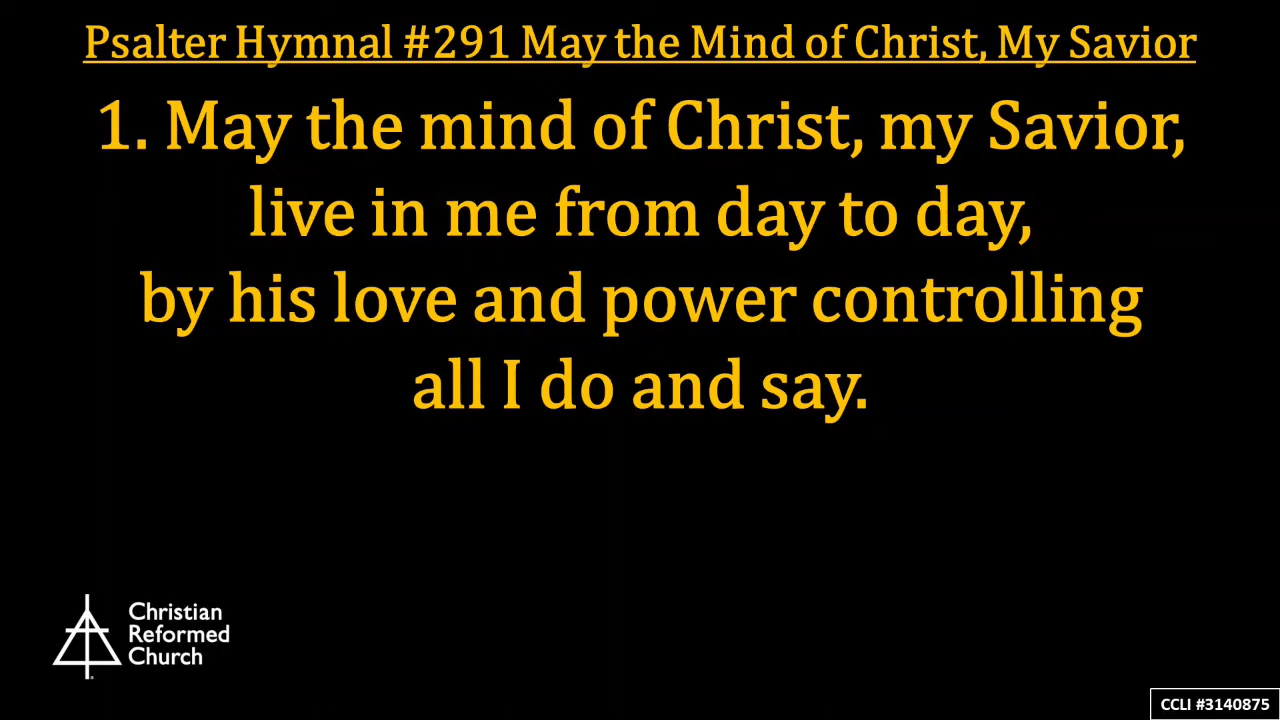 Psalter Hymnal #291 May the Mind of Christ, My Savior
1. May the mind of Christ, my Savior,
live in me from day to day,
by his love and power controlling
all I do and say.
Christian
Reformed
Church
CCLI #3140875